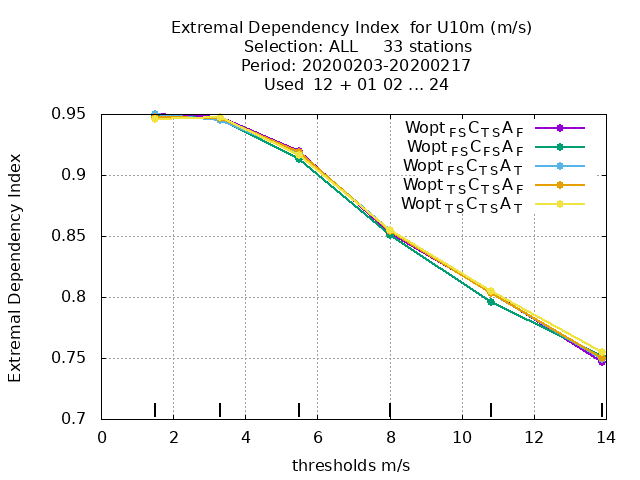 Extremal Dependency Index  for U10m (m/s)
Selection: ALL     33 stations
Period: 20200203-20200217
Used  12 + 01 02 ... 24
Extremal Dependency Index
0.95
0.9
0.85
0.8
0.75
0.7
Wopt FS C TS A F
Wopt FS C FS A F
Wopt FS C TS A T
Wopt TS C TS A F
Wopt TS C TS A T
0 2 4 6 8 10 12 14
thresholds m/s